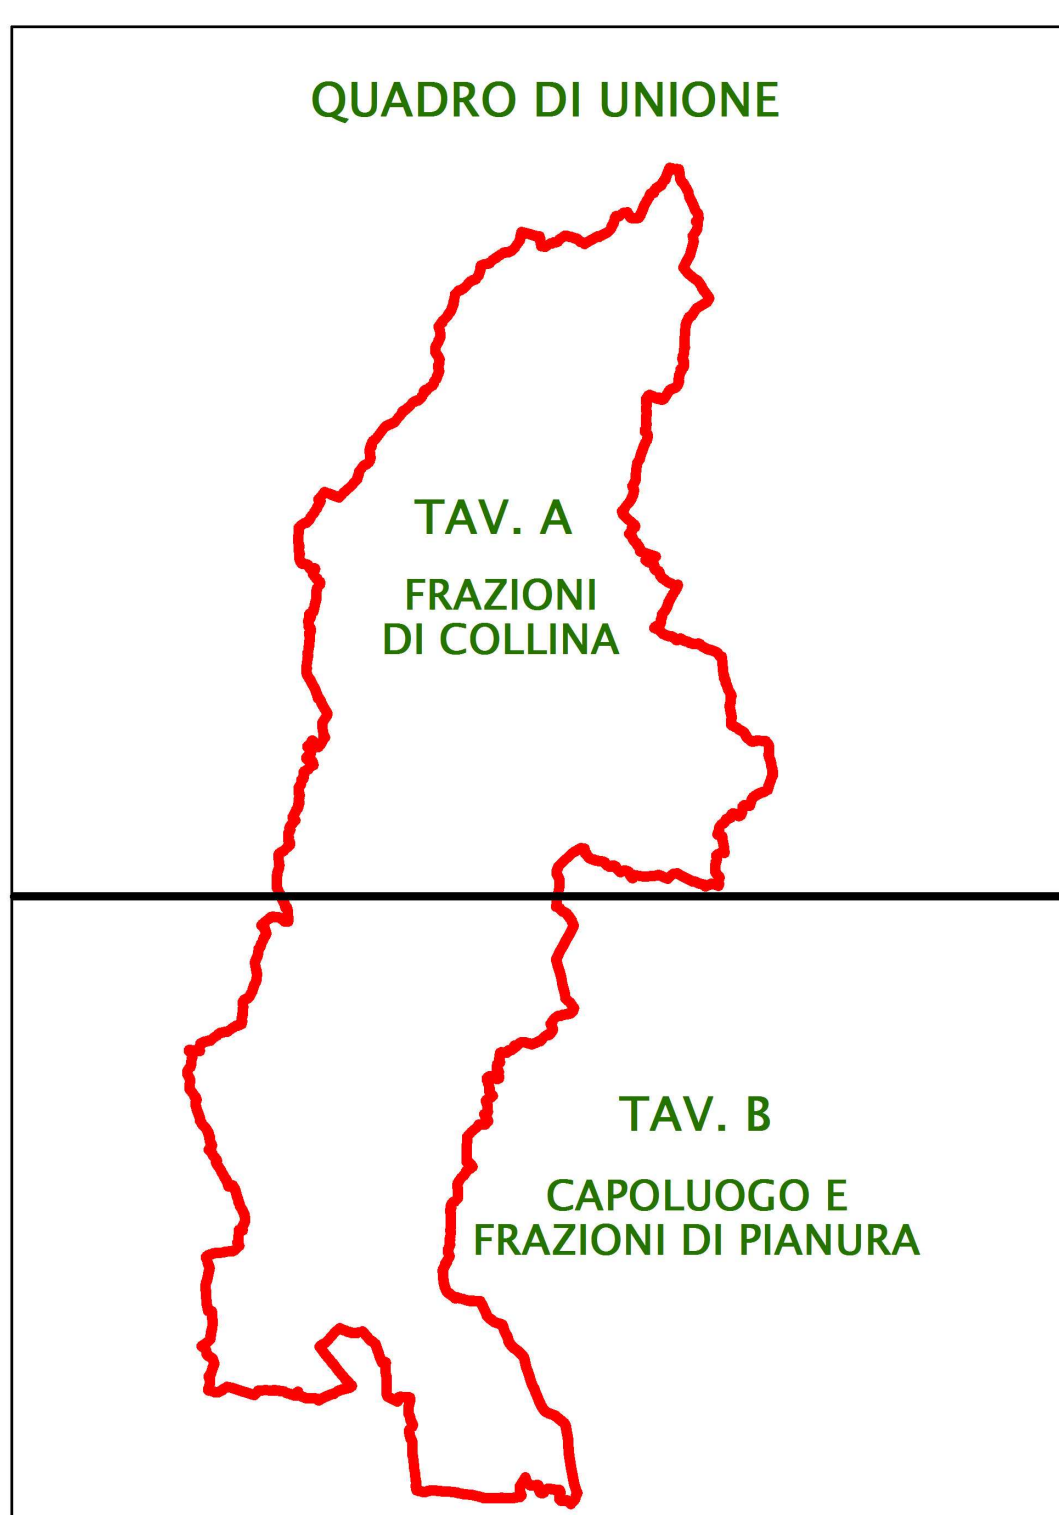 QUADRO DI UNIONE
TAV. A
FRAZIONI
DI COLLINA
TAV. B
CAPOLUOGO E
FRAZIONI DI PIANURA